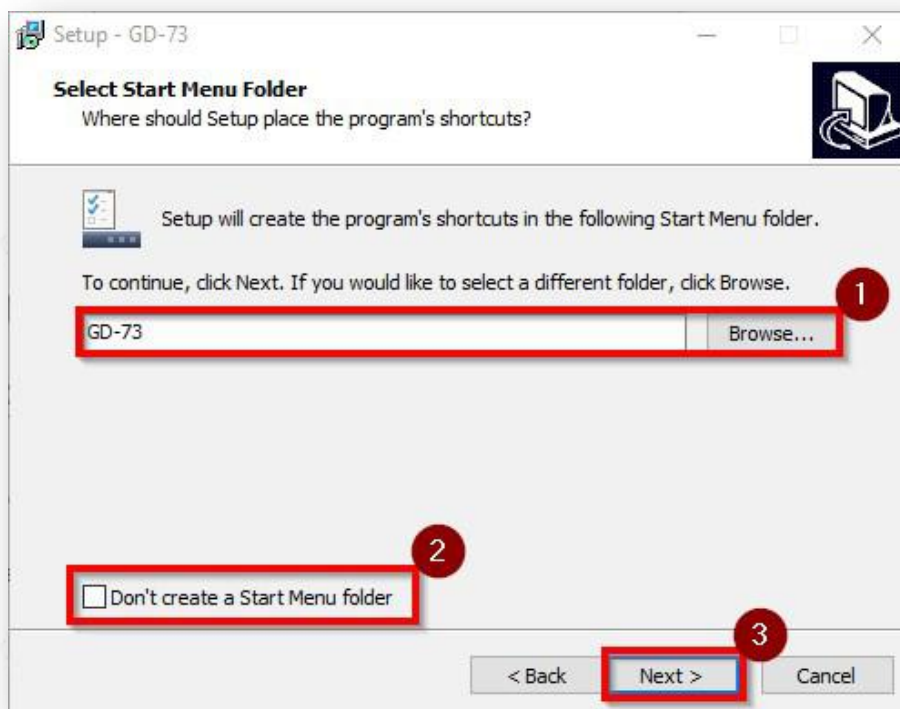 Setup - GD-73
Select Start Menu Folder
Where should Setup place the program's shortcuts?
Setup will create the program's shortcuts in the following Start Menu folder.
To continue, click Next. If you would like to select a different folder, click Browse.
1
GD-73
Browse...
2
Don't create a Start Menu folder
3
< Back
Next >
Cancel